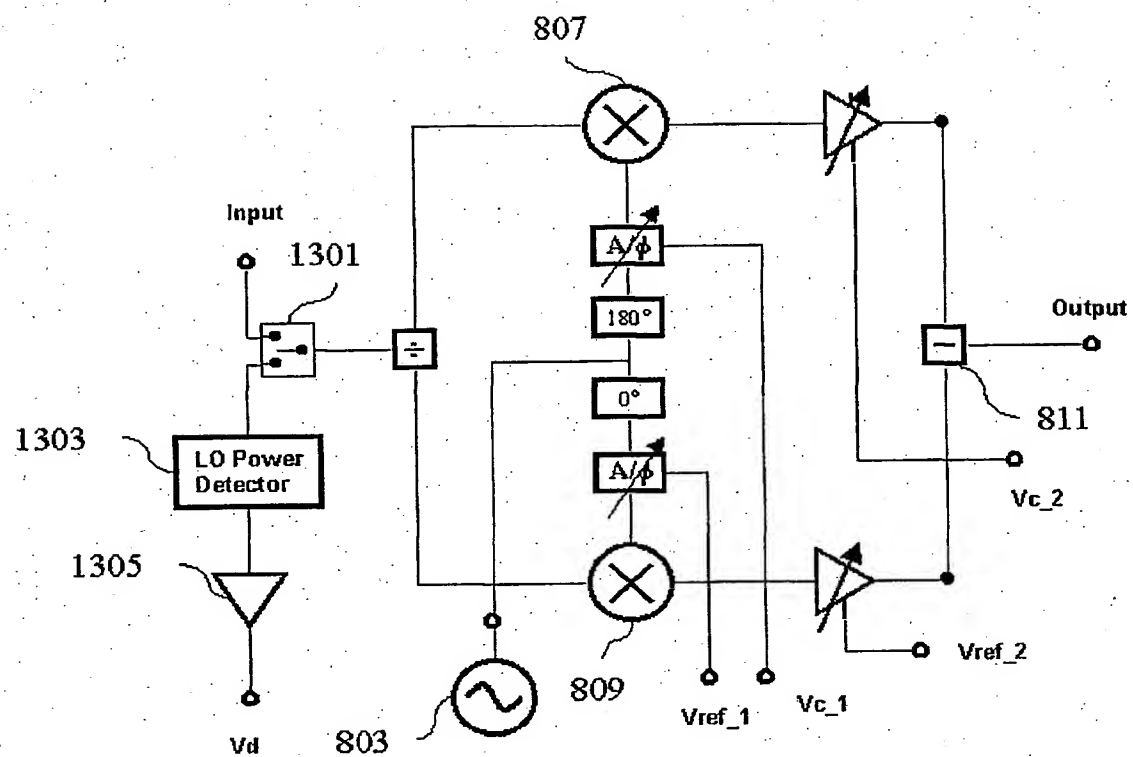 807
Input
1301
A/ϕ
180°
Output
÷
−
0°
811
1303
LO Power
Detector
A/ϕ
Vc_2
1305
Vref_2
809
Vref_1
Vc_1
Vd
803